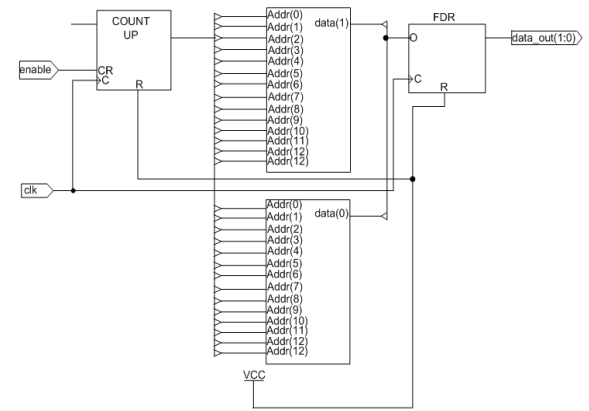 COUNT
UP
enable
CR
C
R
clk
Addr(0)
Addr(1)
Addr(2)
Addr(3)
Addr(4)
Addr(5)
Addr(6)
Addr(7)
Addr(8)
Addr(9)
Addr(10)
Addr(11)
Addr(12)
Addr(12)
data(1)
FDR
O
C
R
data_out(1:0)
Addr(0)
Addr(1)
Addr(2)
Addr(3)
Addr(4)
Addr(5)
Addr(6)
Addr(7)
Addr(8)
Addr(9)
Addr(10)
Addr(11)
Addr(12)
Addr(12)
data(0)
VCC